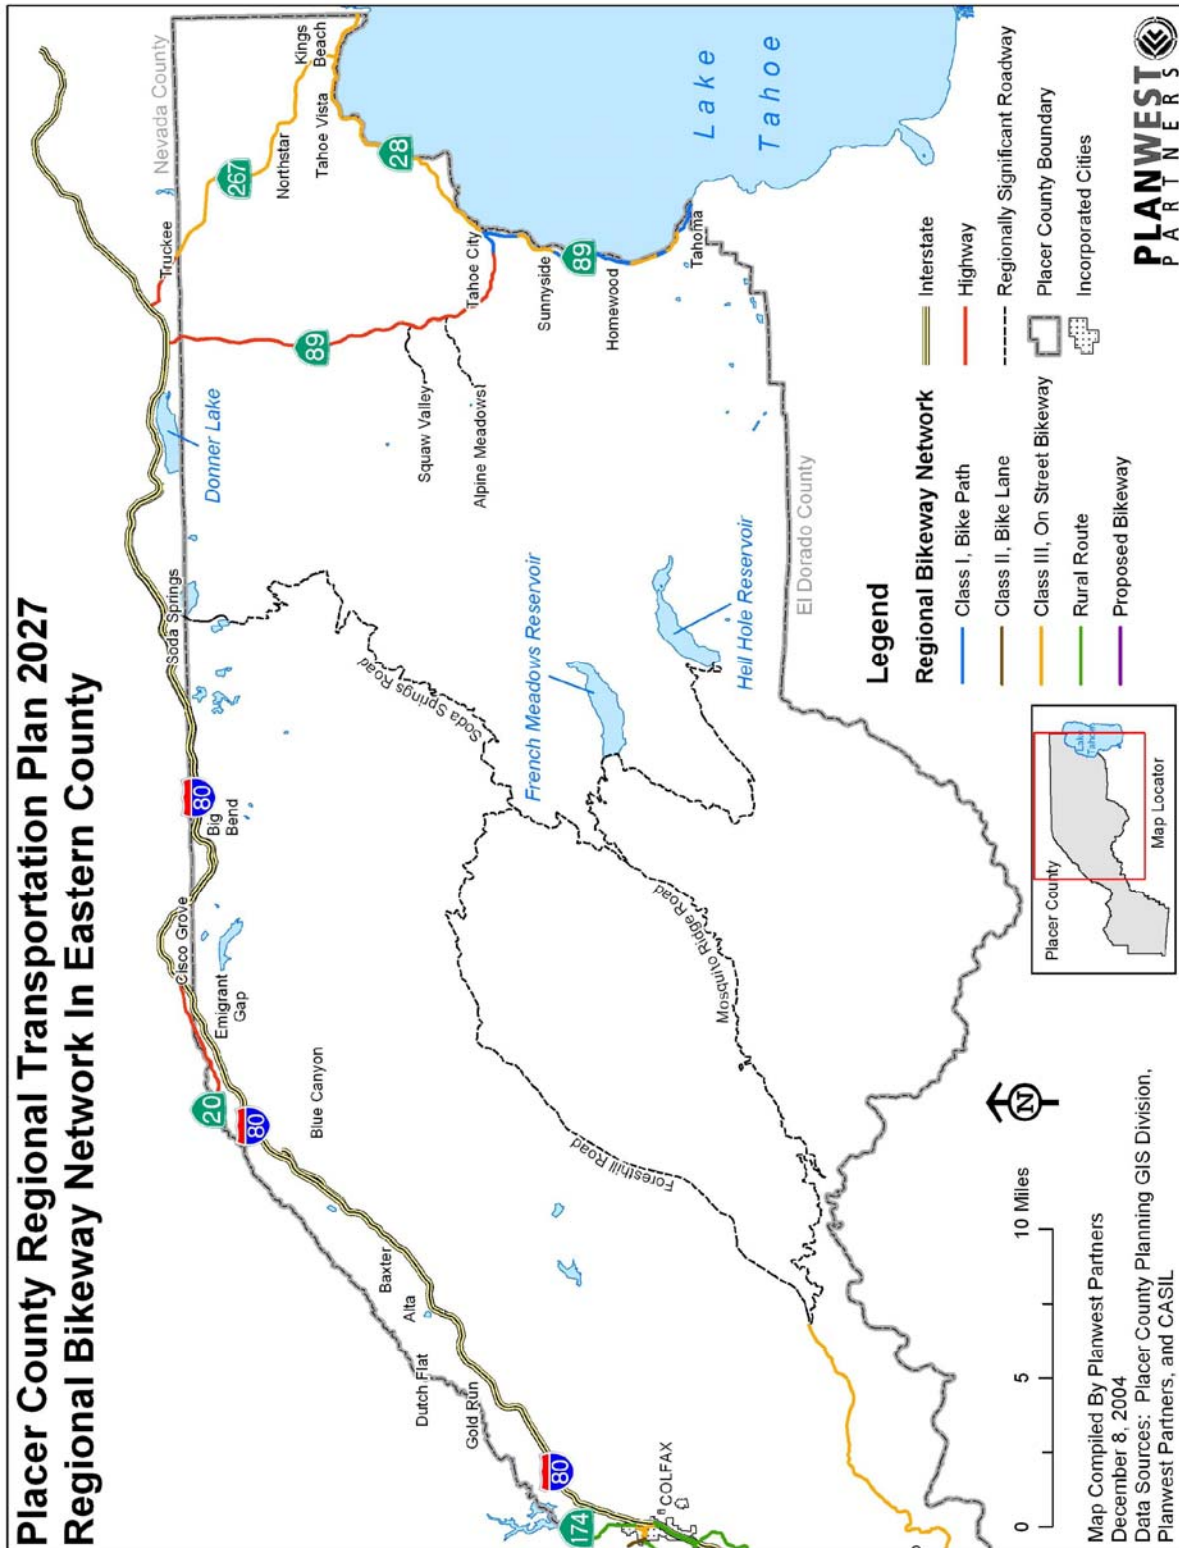 Placer County Regional Transportation Plan 2027
Regional Bikeway Network In Eastern County
Nevada County
Kings
Beach
Truckee
267
Northstar
Tahoe Vista
28
Lake
Tahoe
Donner Lake
89
Tahoe City
Sunnyside
89
Homewood
Tahoma
Squaw Valley
Alpine Meadows
Soda Springs
Soda Springs Road
French Meadows Reservoir
Hell Hole Reservoir
El Dorado County
80
Big
Bend
Cisco Grove
Emigrant
Gap
20
80
Blue Canyon
Mosquito Ridge Road
Foresthill Road
Baxter
Alta
Dutch Flat
Gold Run
80
174
COLFAX
Legend
Regional Bikeway Network
Class I, Bike Path
Class II, Bike Lane
Class III, On Street Bikeway
Rural Route
Proposed Bikeway
Interstate
Highway
Regionally Significant Roadway
Placer County Boundary
Incorporated Cities
Placer County
Lake
Tahoe
Map Locator
N
0 5 10 Miles
Map Compiled By Planwest Partners
December 8, 2004
Data Sources: Placer County Planning GIS Division,
Planwest Partners, and CASIL
PLANWEST
PARTNERS